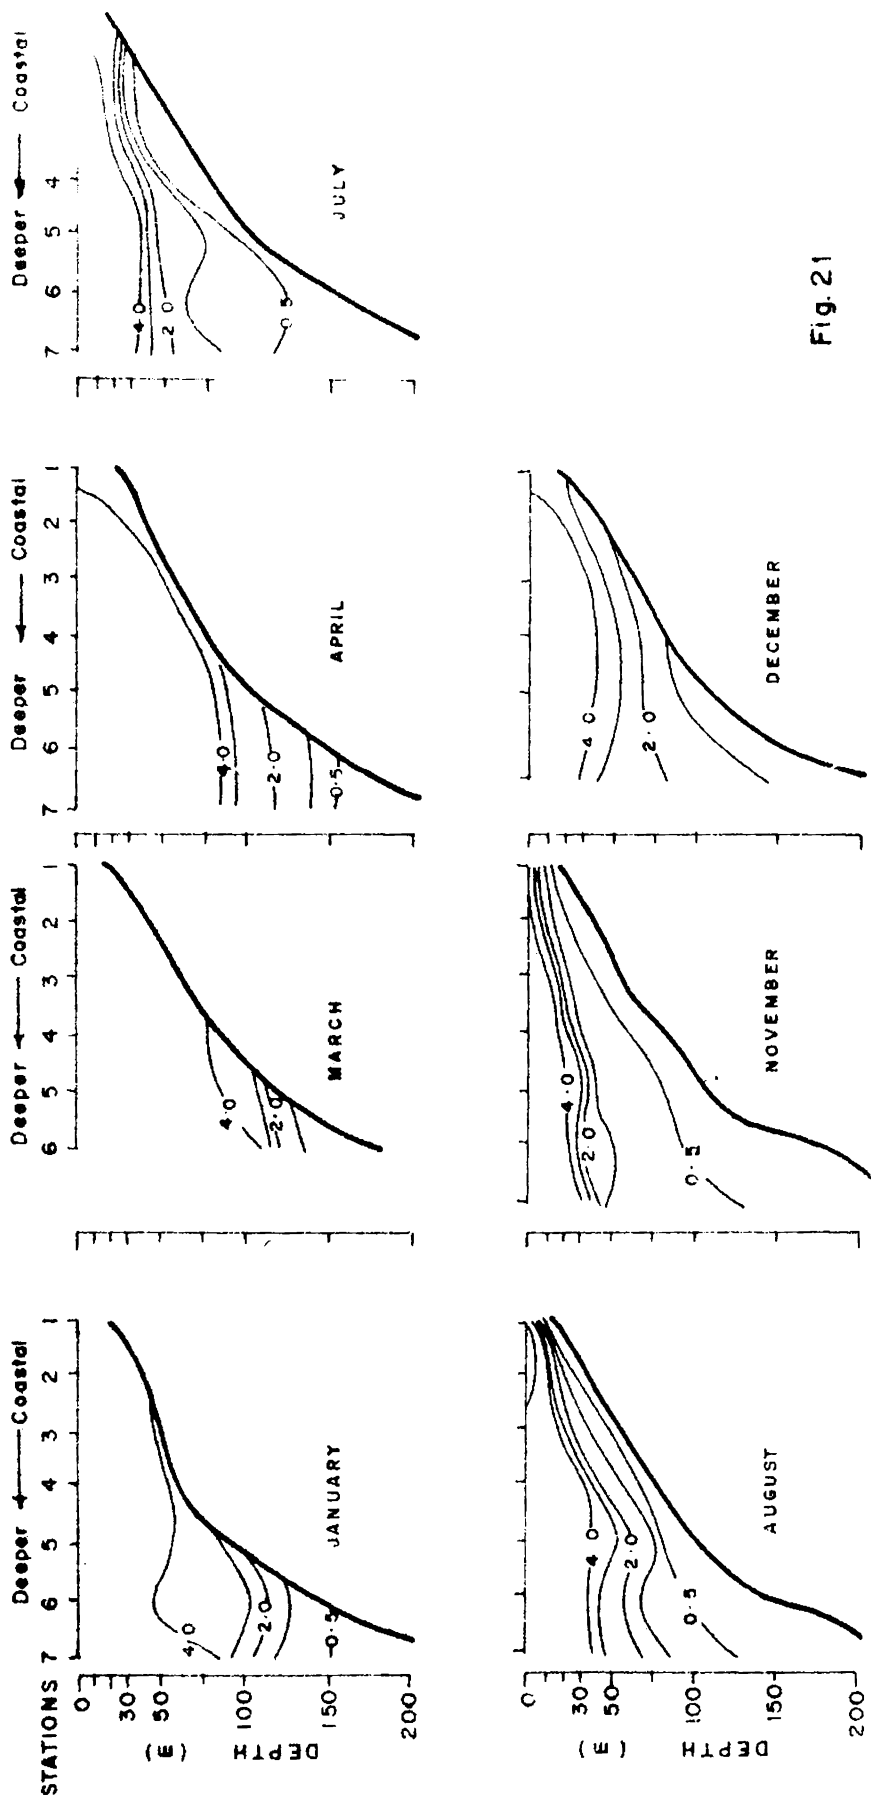 STATIONS
Deeper ← Coastal
7 6 5 4 3 2 1
Deeper ← Coastal
6 5 4 3 2 1
Deeper ← Coastal
7 6 5 4 3 2 1
Deeper ← Coastal
7 6 5 4
0
30
50
100
150
200
DEPTH (m)
4.0
2.0
0.5
JANUARY
4.0
2.0
MARCH
4.0
2.0
0.5
APRIL
4.0
2.0
0.5
JULY
0
30
50
100
150
200
DEPTH (m)
4.0
2.0
0.5
AUGUST
4.0
2.0
0.5
NOVEMBER
4.0
2.0
DECEMBER
Fig. 21